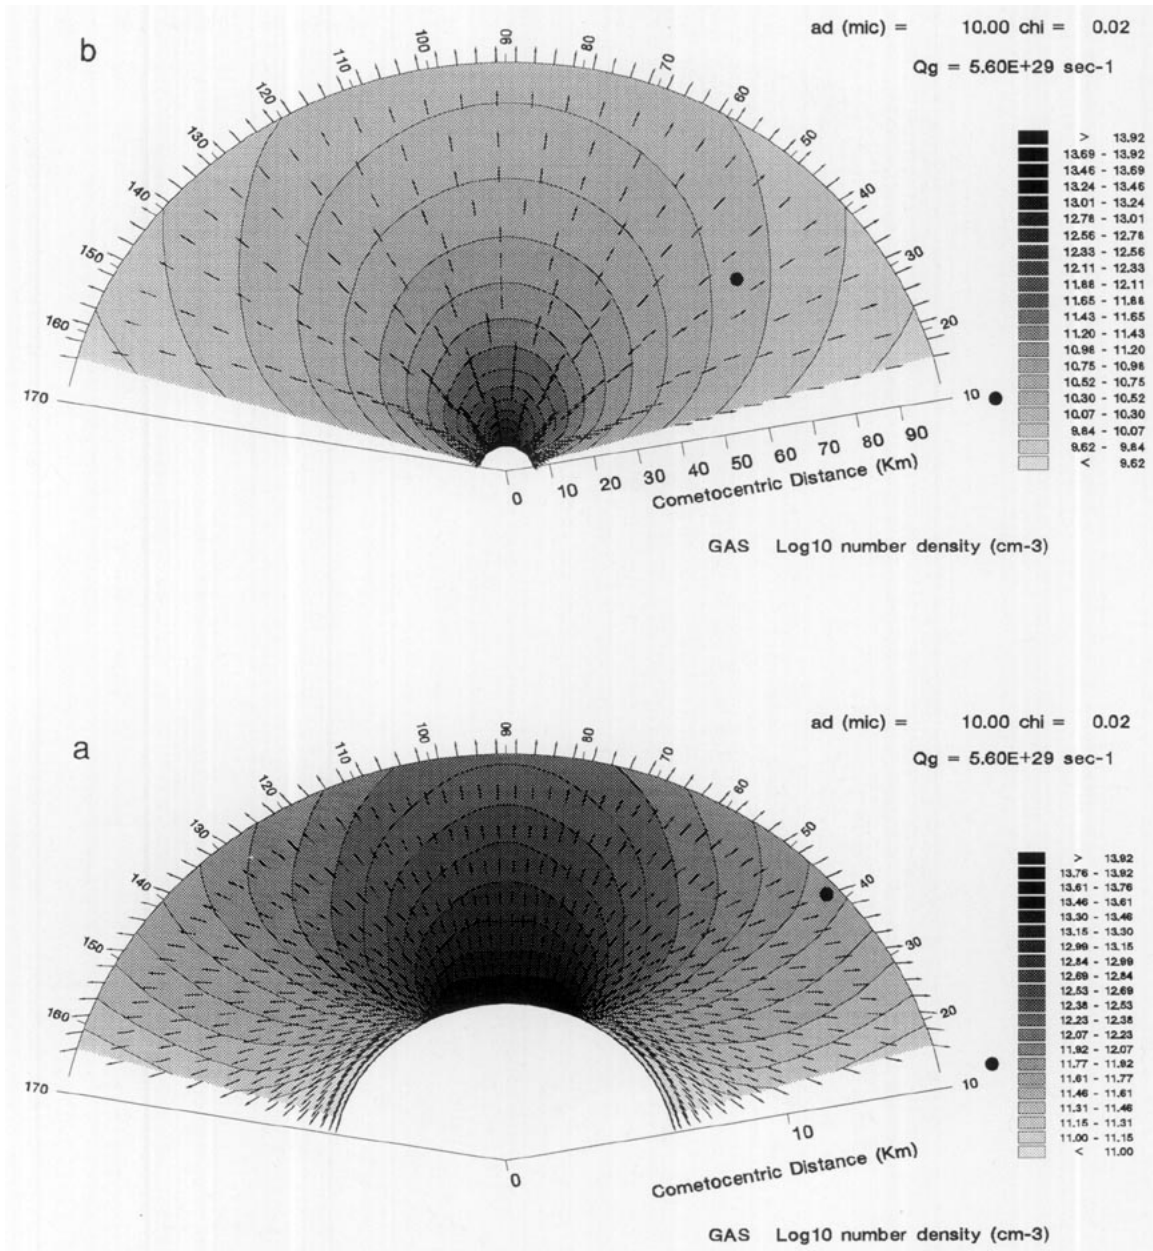 b
ad (mic) = 10.00 chi = 0.02
Qg = 5.60E+29 sec-1
170
160
150
140
130
120
110
100
90
80
70
60
50
40
30
20
10
> 13.92
13.69 - 13.92
13.46 - 13.69
13.24 - 13.46
13.01 - 13.24
12.78 - 13.01
12.56 - 12.78
12.33 - 12.56
12.11 - 12.33
11.88 - 12.11
11.65 - 11.88
11.43 - 11.65
11.20 - 11.43
10.98 - 11.20
10.75 - 10.98
10.52 - 10.75
10.30 - 10.52
10.07 - 10.30
9.84 - 10.07
9.62 - 9.84
< 9.62
0 10 20 30 40 50 60 70 80 90
Cometocentric Distance (Km)
GAS Log10 number density (cm-3)
a
ad (mic) = 10.00 chi = 0.02
Qg = 5.60E+29 sec-1
170
160
150
140
130
120
110
100
90
80
70
60
50
40
30
20
10
> 13.92
13.76 - 13.92
13.61 - 13.76
13.46 - 13.61
13.30 - 13.46
13.15 - 13.30
12.99 - 13.15
12.84 - 12.99
12.69 - 12.84
12.53 - 12.69
12.38 - 12.53
12.23 - 12.38
12.07 - 12.23
11.92 - 12.07
11.77 - 11.92
11.61 - 11.77
11.46 - 11.61
11.31 - 11.46
11.15 - 11.31
11.00 - 11.15
< 11.00
0 10
Cometocentric Distance (Km)
GAS Log10 number density (cm-3)